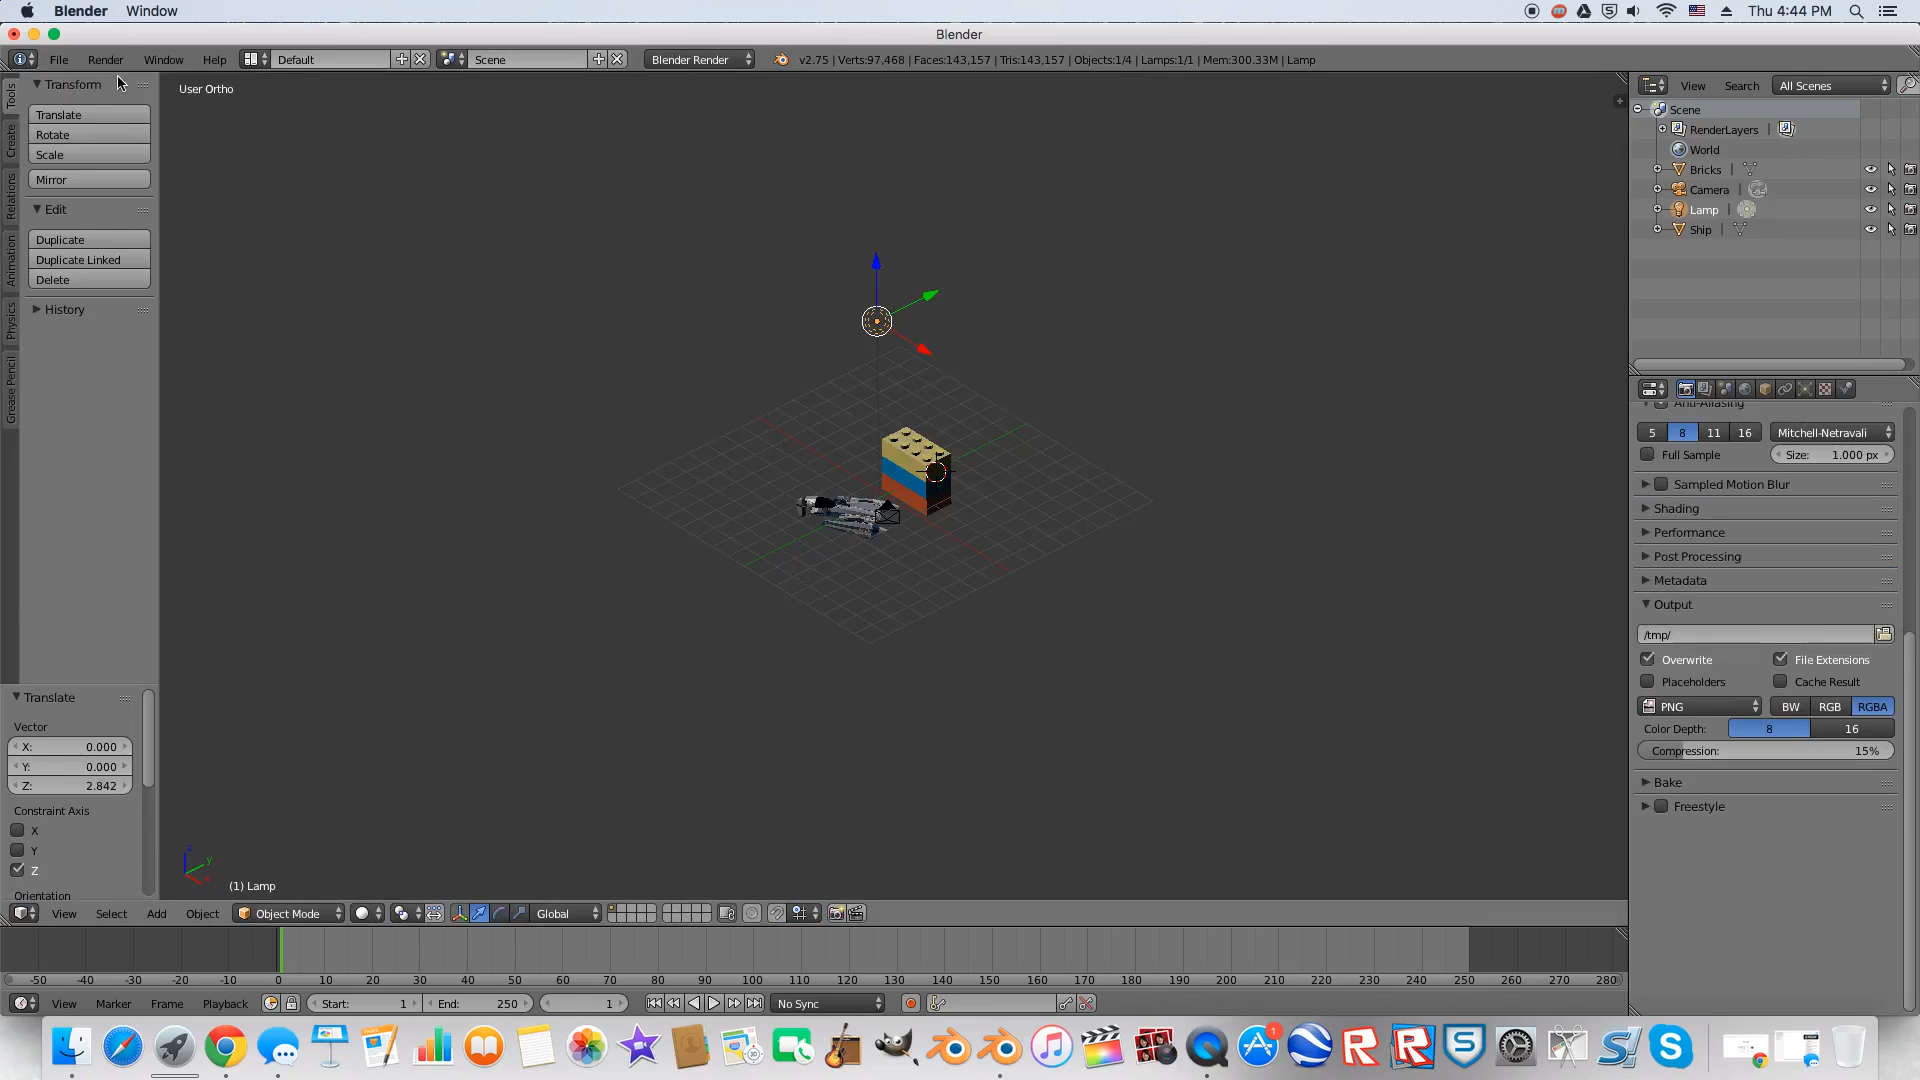 Blender Window Thu 4:44 PM
Blender
File Render Window Help Default Scene Blender Render v2.75 | Verts:97,468 | Faces:143,157 | Tris:143,157 | Objects:1/4 | Lamps:1/1 | Mem:300.33M | Lamp
Tools
Create
Relations
Animation
Physics
Grease Pencil
Transform
Translate
Rotate
Scale
Mirror
Edit
Duplicate
Duplicate Linked
Delete
History
Translate
Vector
X: 0.000
Y: 0.000
Z: 2.842
Constraint Axis
X
Y
Z
Orientation
User Ortho
(1) Lamp
View Search All Scenes
Scene
RenderLayers
World
Bricks
Camera
Lamp
Ship
Anti-Aliasing
5 8 11 16 Mitchell-Netravali
Full Sample Size: 1.000 px
Sampled Motion Blur
Shading
Performance
Post Processing
Metadata
Output
/tmp/
Overwrite File Extensions
Placeholders Cache Result
PNG BW RGB RGBA
Color Depth: 8 16
Compression: 15%
Bake
Freestyle
View Select Add Object Object Mode Global
-50 -40 -30 -20 -10 0 10 20 30 40 50 60 70 80 90 100 110 120 130 140 150 160 170 180 190 200 210 220 230 240 250 260 270 280
View Marker Frame Playback Start: 1 End: 250 1 No Sync